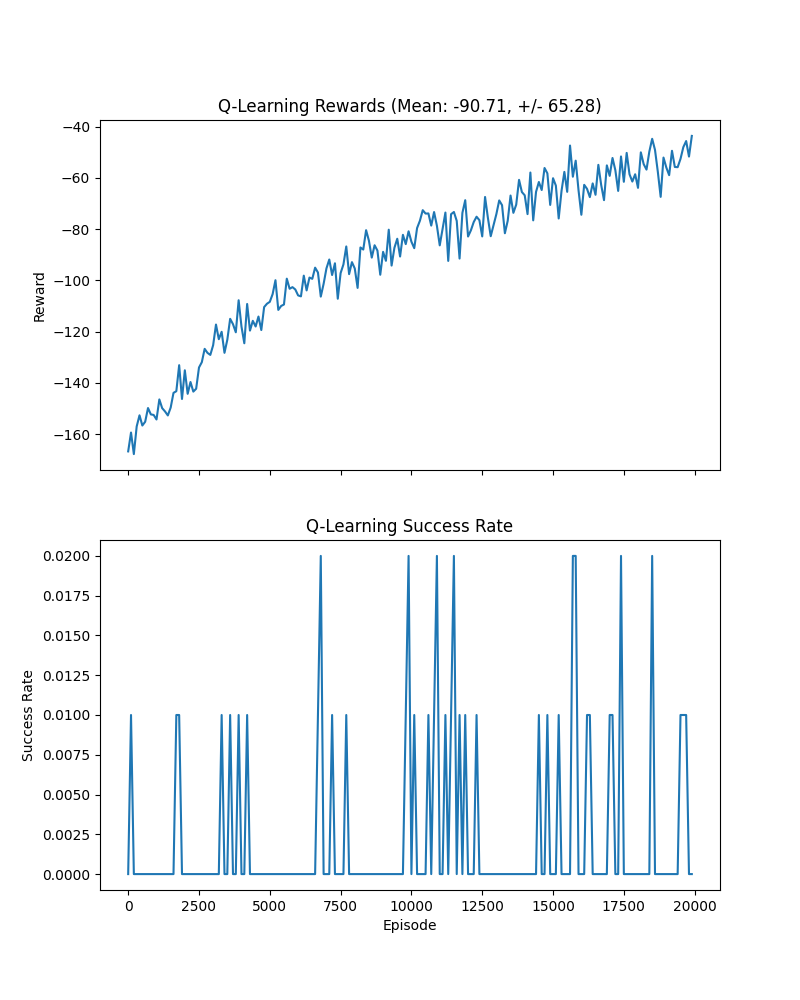 Q-Learning Rewards (Mean: -90.71, +/- 65.28)
−40
−60
−80
−100
−120
−140
−160
Reward
Q-Learning Success Rate
0.0200
0.0175
0.0150
0.0125
0.0100
0.0075
0.0050
0.0025
0.0000
Success Rate
0 2500 5000 7500 10000 12500 15000 17500 20000
Episode